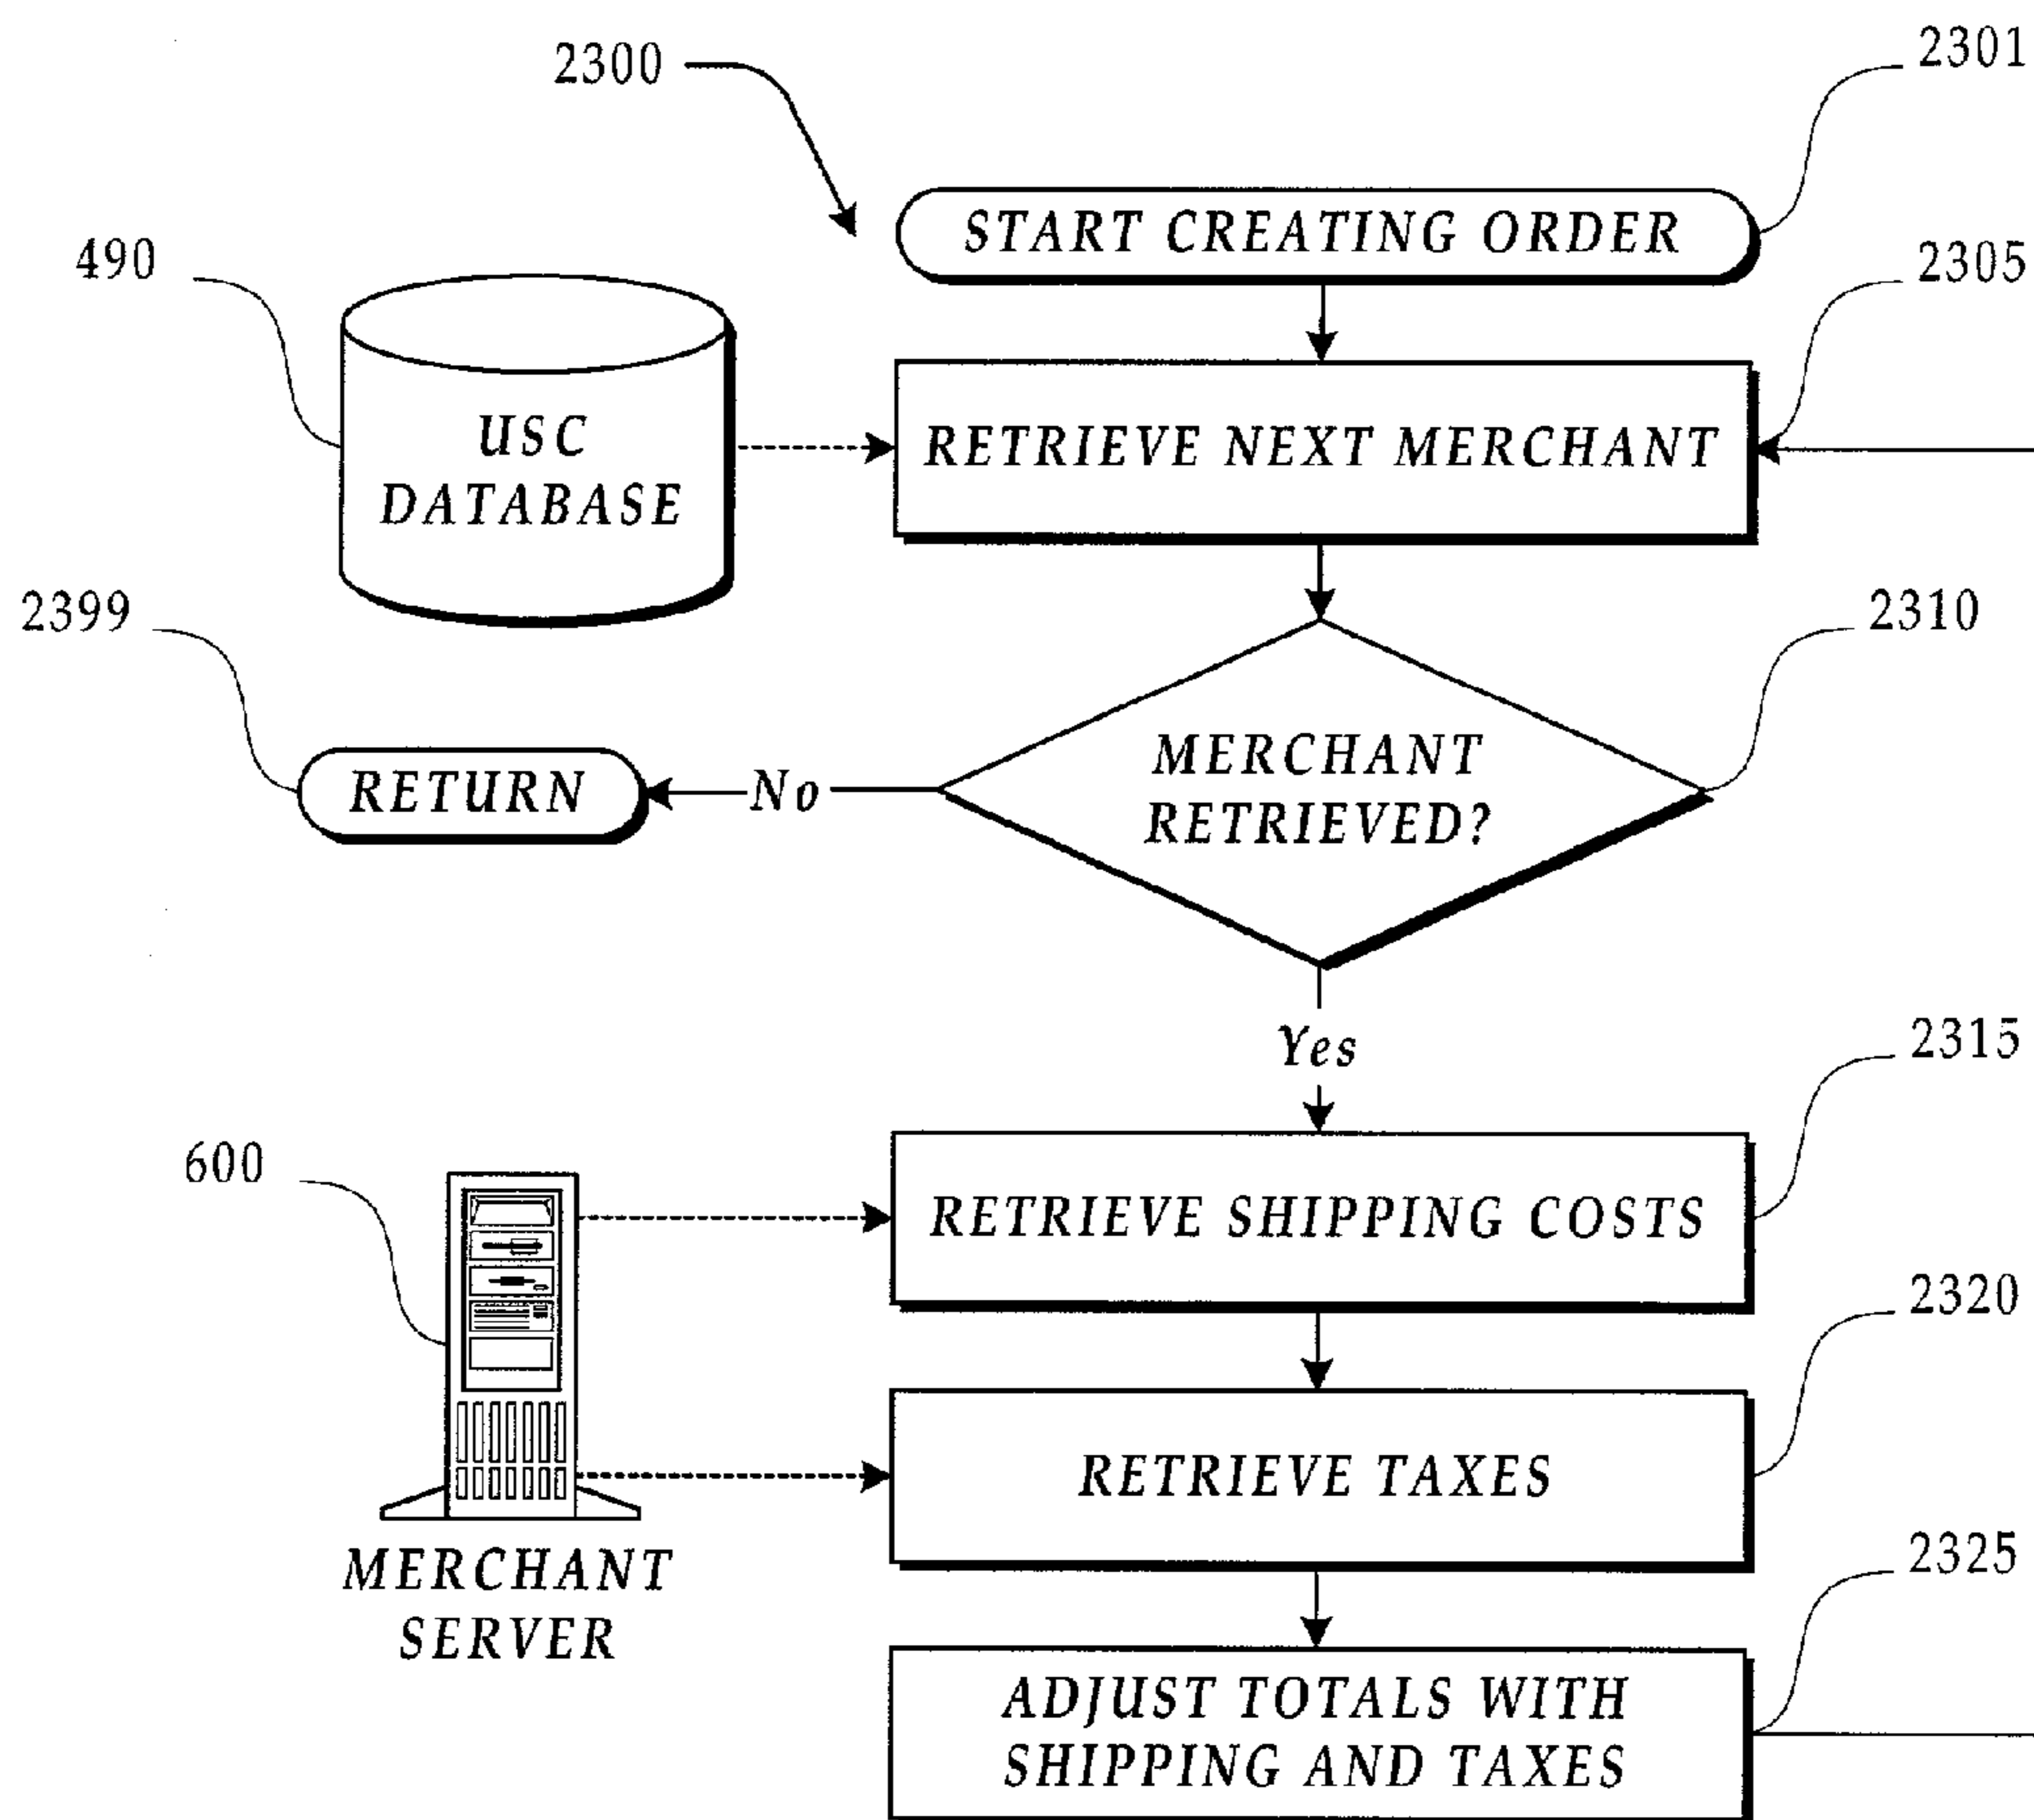 2300
2301
START CREATING ORDER
490
2305
USC
DATABASE
RETRIEVE NEXT MERCHANT
2399
2310
MERCHANT
RETRIEVED?
RETURN
No
Yes
2315
600
RETRIEVE SHIPPING COSTS
2320
RETRIEVE TAXES
MERCHANT
SERVER
2325
ADJUST TOTALS WITH
SHIPPING AND TAXES